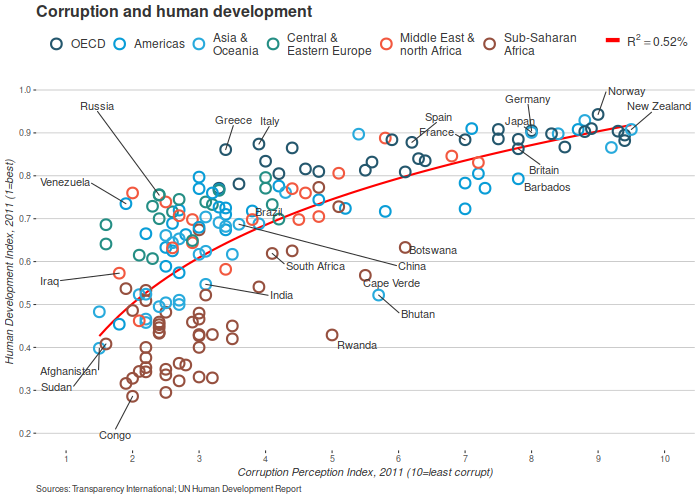 Corruption and human development
OECD
Americas
Asia &
Oceania
Central &
Eastern Europe
Middle East &
north Africa
Sub-Saharan
Africa
R² = 0.52%
1.0
0.9
0.8
0.7
0.6
0.5
0.4
0.3
0.2
Human Development Index, 2011 (1=best)
Russia
Greece
Italy
Spain
France
Germany
Japan
Norway
New Zealand
Britain
Barbados
Venezuela
Brazil
Iraq
South Africa
Botswana
China
India
Cape Verde
Bhutan
Rwanda
Afghanistan
Sudan
Congo
1
2
3
4
5
6
7
8
9
10
Corruption Perception Index, 2011 (10=least corrupt)
Sources: Transparency International; UN Human Development Report